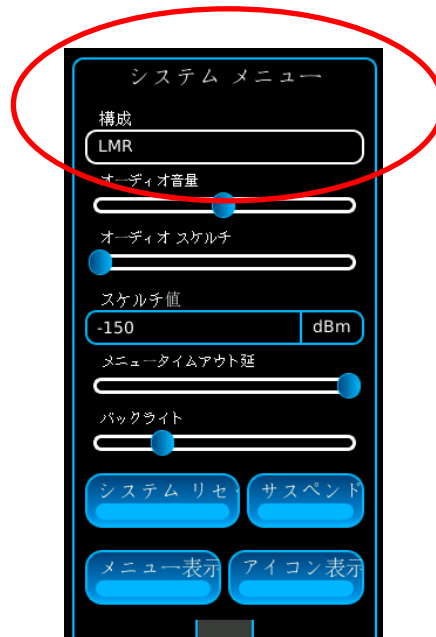 システム メニュー
構成
LMR
オーディオ音量
オーディオ スケルチ
スケルチ値
-150 dBm
メニュータイムアウト延
バックライト
システム リセ
サスペンド
メニュー表示
アイコン表示